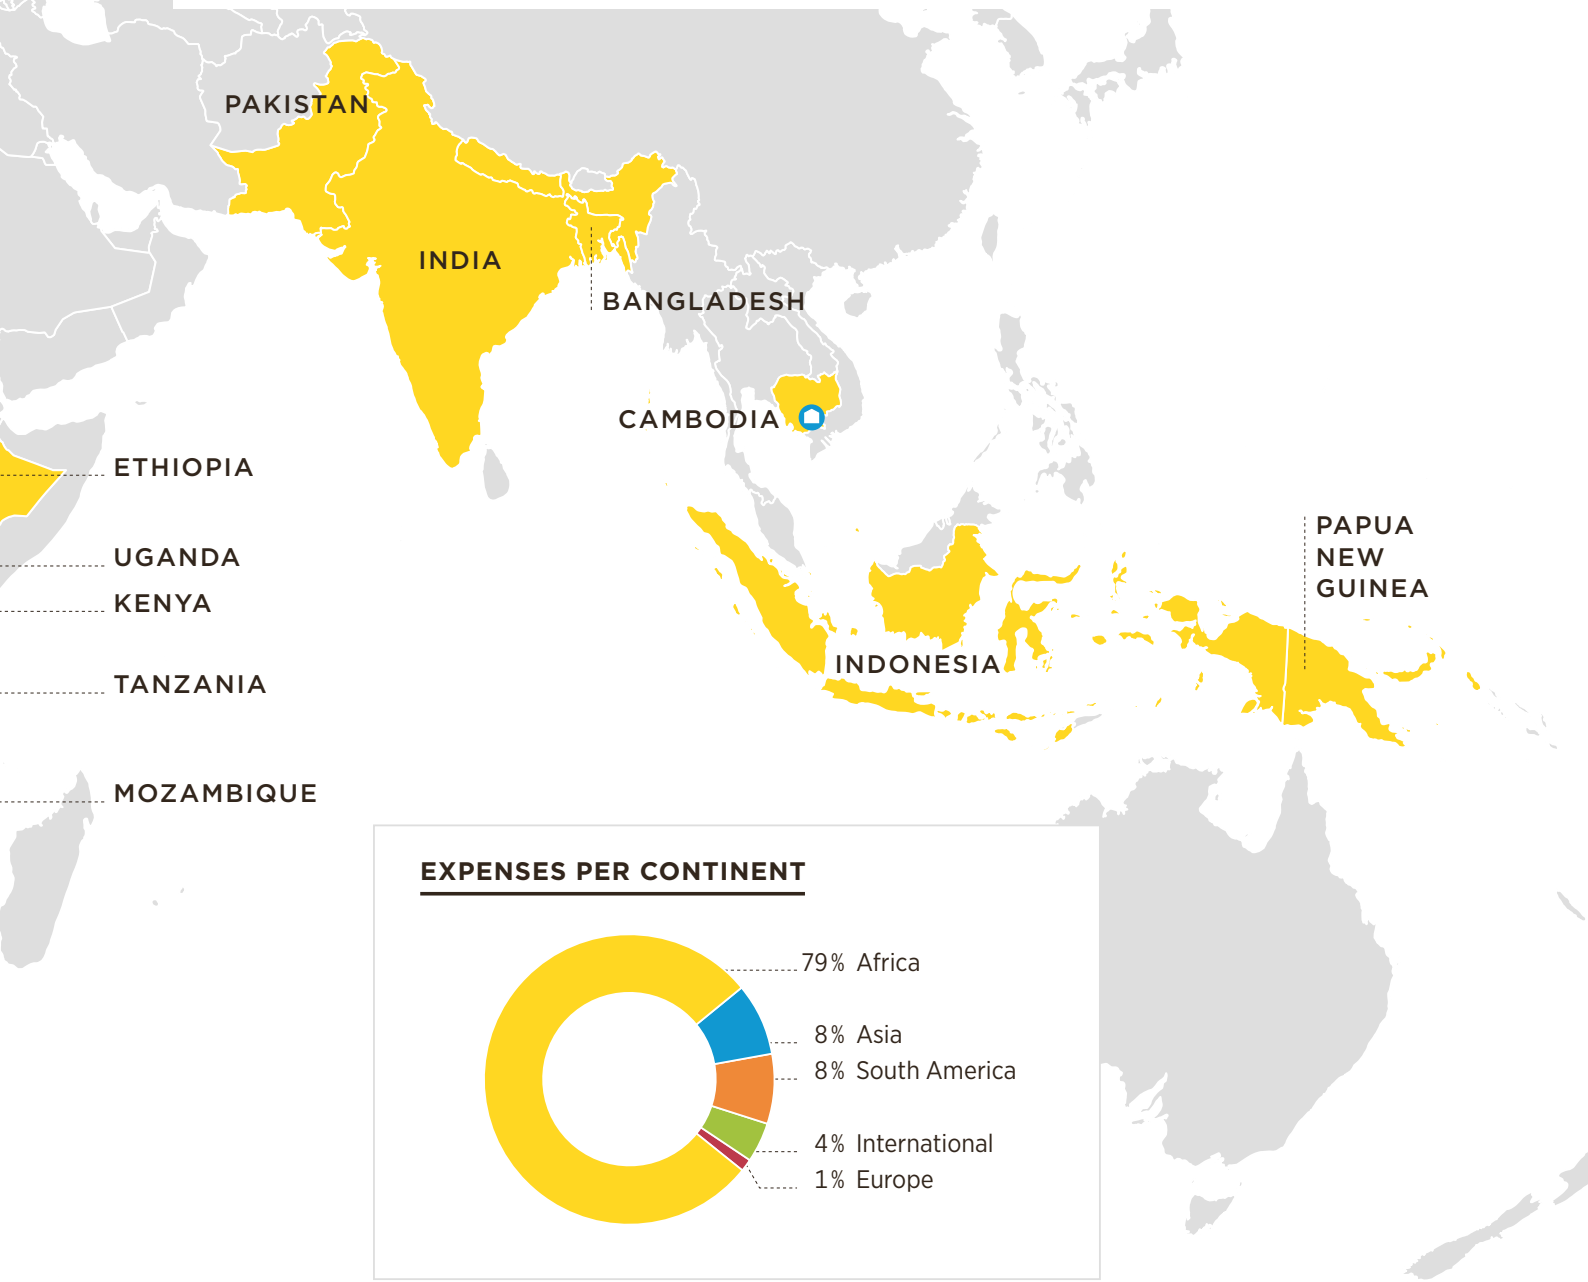 PAKISTAN
INDIA
BANGLADESH
CAMBODIA
ETHIOPIA
PAPUA
NEW
GUINEA
UGANDA
KENYA
INDONESIA
TANZANIA
MOZAMBIQUE
EXPENSES PER CONTINENT
79% Africa
8% Asia
8% South America
4% International
1% Europe